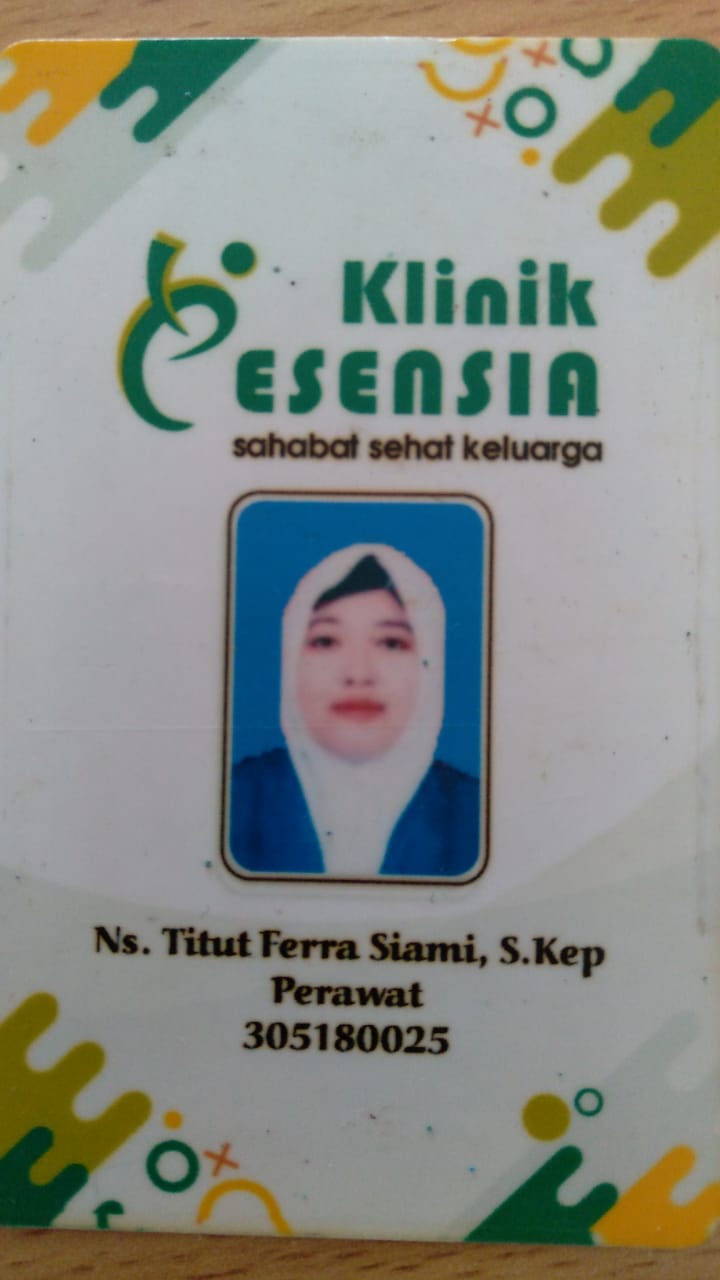 Klinik
ESENSIA
sahabat sehat keluarga
Ns. Titut Ferra Siami, S.Kep
Perawat
305180025